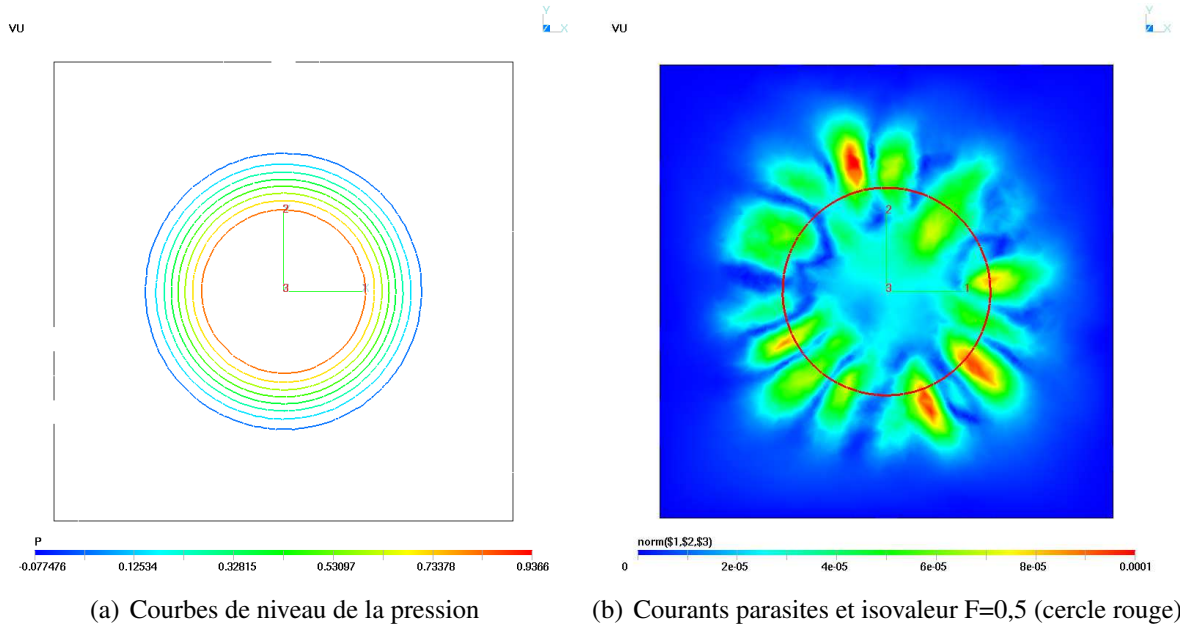 Y
X
VU
2
3
1
P
-0.077476 0.12534 0.32815 0.53097 0.73378 0.9366
(a) Courbes de niveau de la pression
Y
X
VU
2
3
1
norm($1,$2,$3)
0 2e-05 4e-05 6e-05 8e-05 0.0001
(b) Courants parasites et isovaleur F=0,5 (cercle rouge)